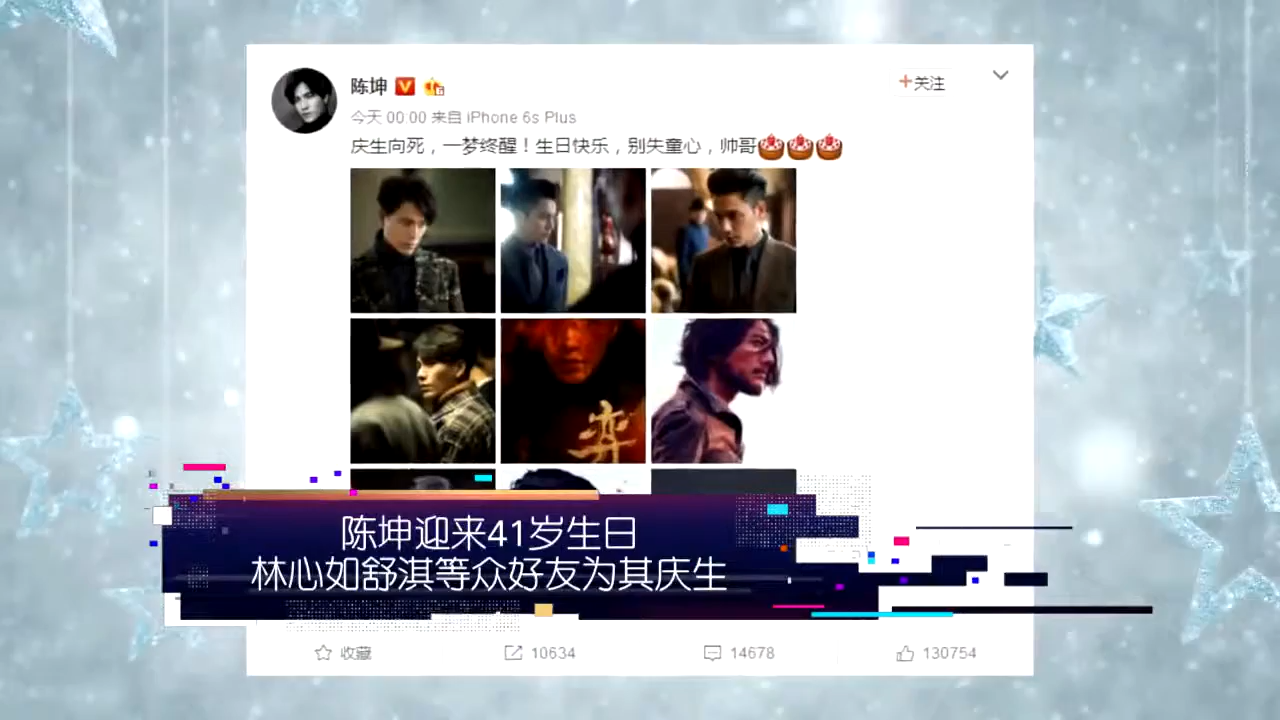 陈坤
+关注
今天 00:00 来自 iPhone 6s Plus
庆生向死，一梦终醒！生日快乐，别失童心，帅哥
弈
陈坤迎来41岁生日
林心如舒淇等众好友为其庆生
收藏
10634
14678
130754